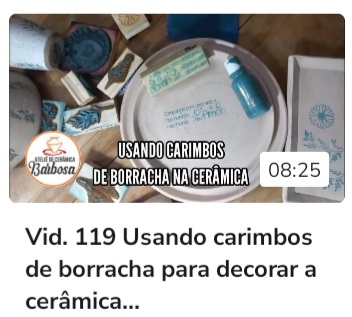 USANDO CARIMBOS
DE BORRACHA NA CERÂMICA
ATELIÊ DE CERÂMICA
Barbosa
08:25
Vid. 119 Usando carimbos
de borracha para decorar a
cerâmica...